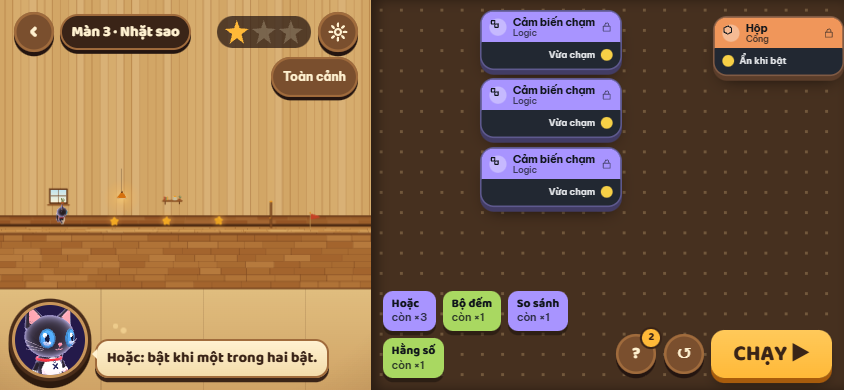 Màn 3 · Nhặt sao
Toàn cảnh
Hoặc: bật khi một trong hai bật.
Cảm biến chạm
Logic
Vừa chạm
Cảm biến chạm
Logic
Vừa chạm
Cảm biến chạm
Logic
Vừa chạm
Hộp
Cổng
Ẩn khi bật
Hoặc
còn ×3
Bộ đếm
còn ×1
So sánh
còn ×1
Hằng số
còn ×1
?
2
CHẠY